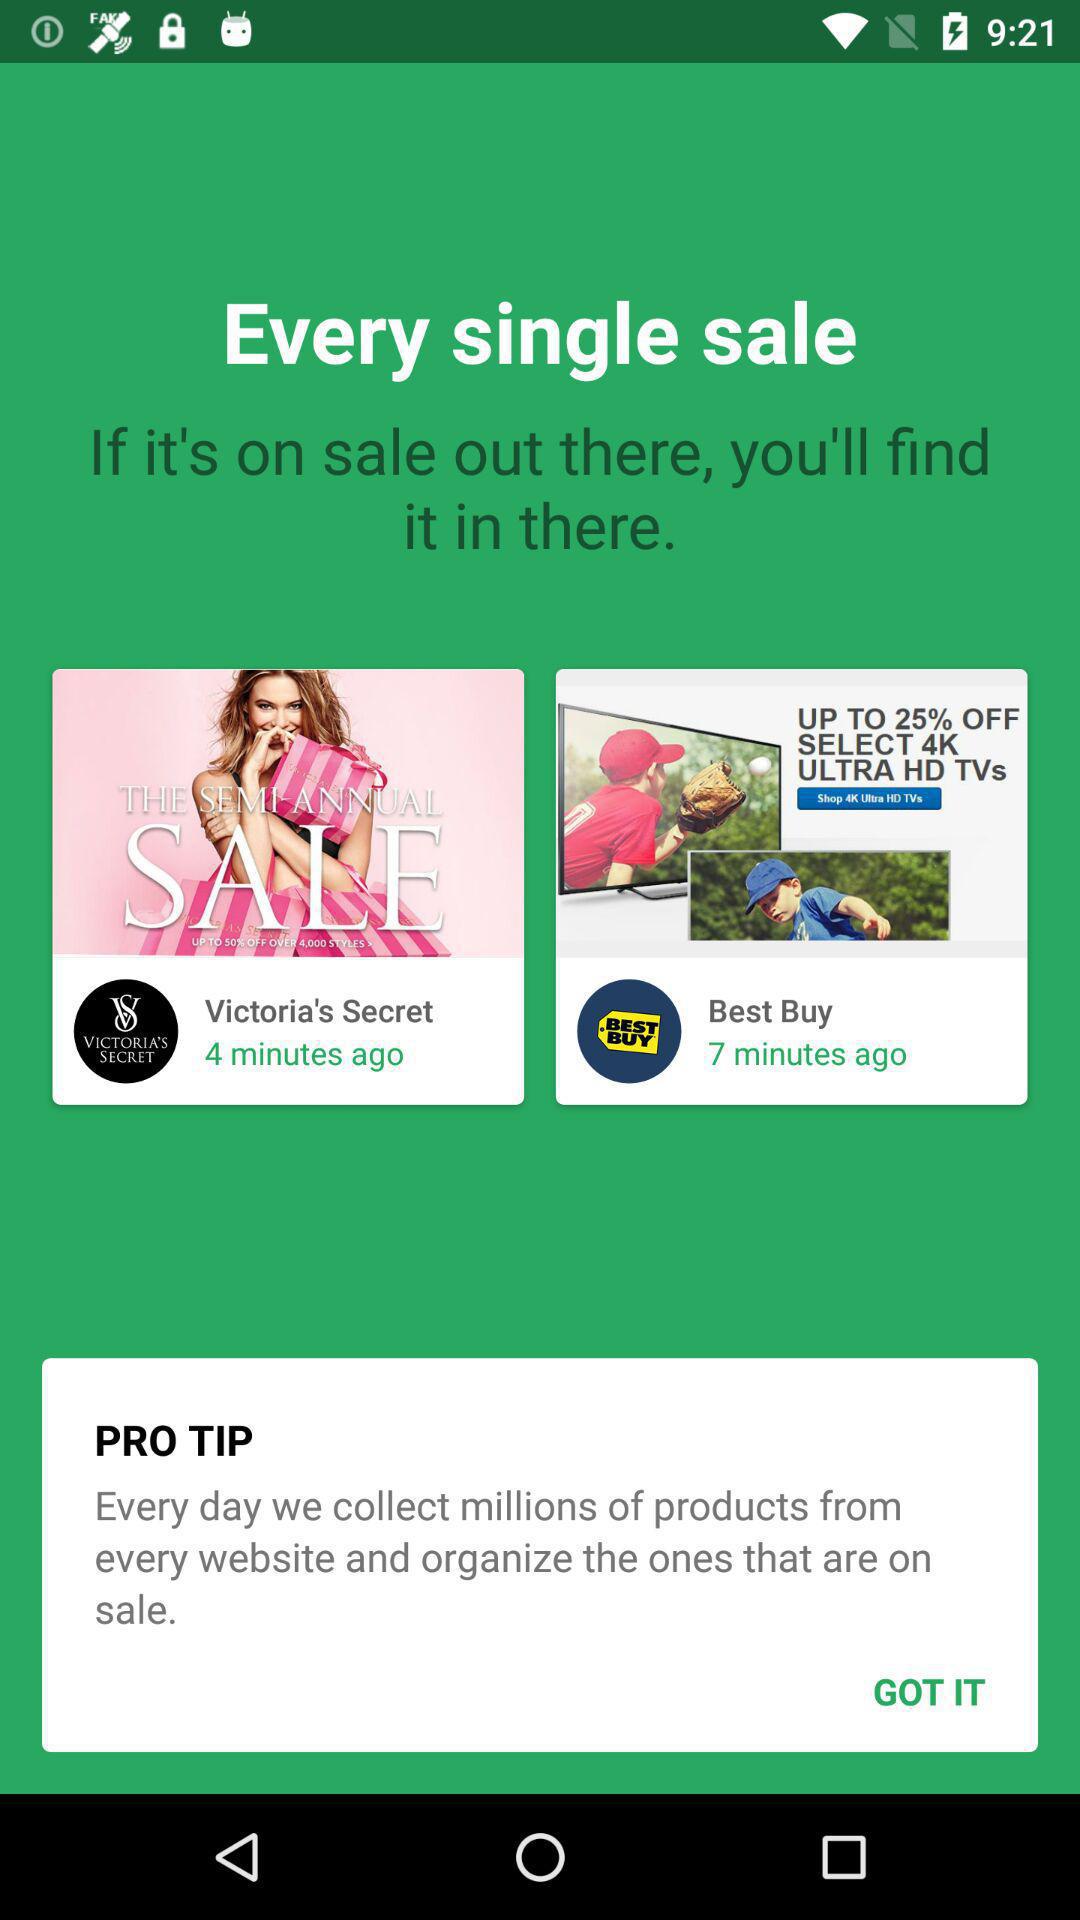 FAKE
9:21
Every single sale
If it's on sale out there, you'll find
it in there.
THE SEMI-ANNUAL
SALE
UP TO 50% OFF OVER 4,000 STYLES >
UP TO 25% OFF
SELECT 4K
ULTRA HD TVs
Shop 4K Ultra HD TVs
VS
VICTORIA'S
SECRET
Victoria's Secret
4 minutes ago
BEST
BUY
Best Buy
7 minutes ago
PRO TIP
Every day we collect millions of products from
every website and organize the ones that are on
sale.
GOT IT